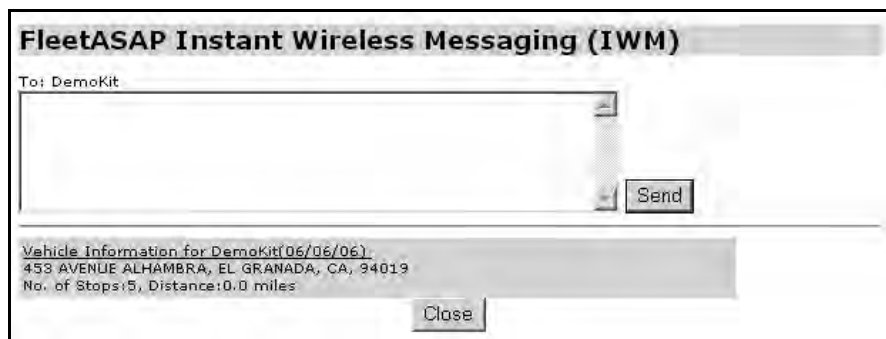 FleetASAP Instant Wireless Messaging (IWM)
To: DemoKit
Send
Vehicle Information for DemoKit(06/06/06)
453 AVENUE ALHAMBRA, EL GRANADA, CA, 94019
No. of Stops:5, Distance:0.0 miles
Close